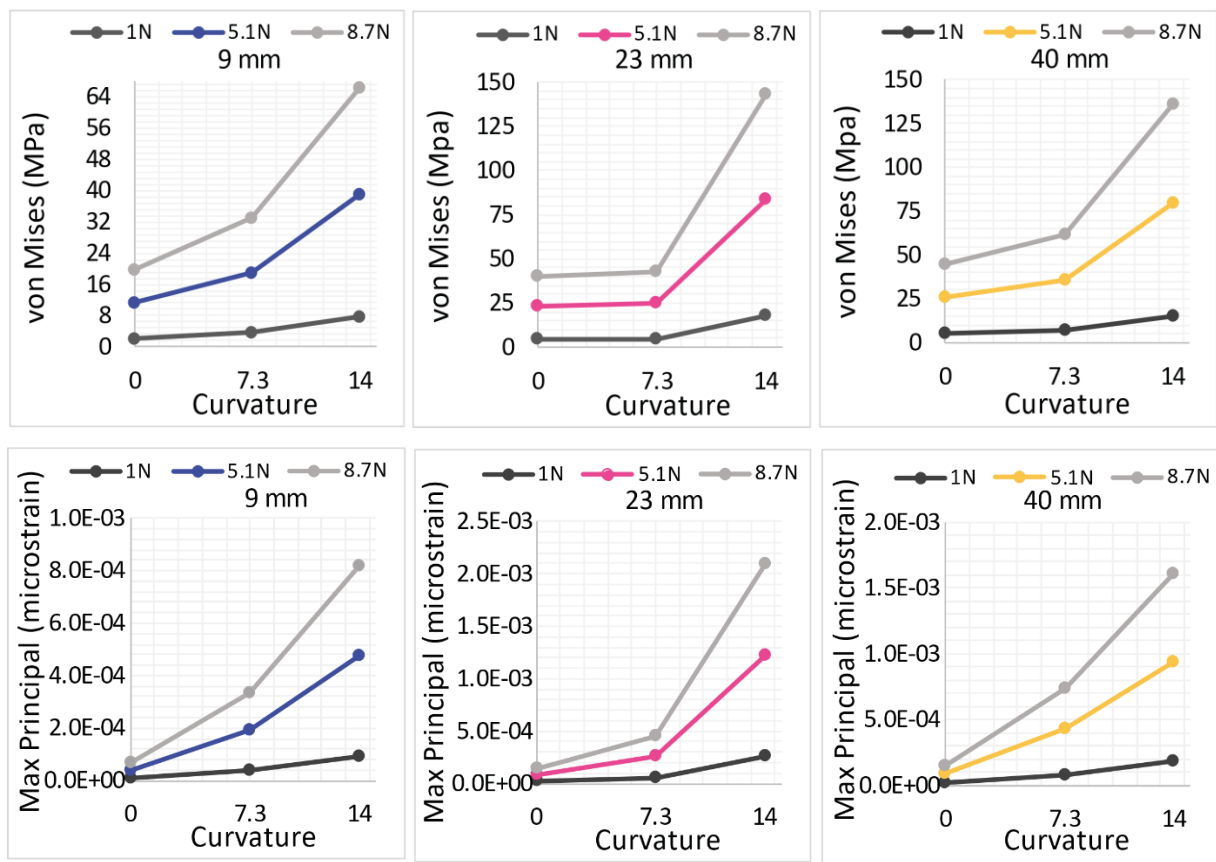 1N 5.1N 8.7N
9 mm
von Mises (MPa)
64
56
48
40
32
24
16
8
0
0 7.3 14
Curvature
1N 5.1N 8.7N
23 mm
von Mises (Mpa)
150
125
100
75
50
25
0
0 7.3 14
Curvature
1N 5.1N 8.7N
40 mm
von Mises (Mpa)
150
125
100
75
50
25
0
0 7.3 14
Curvature
1N 5.1N 8.7N
9 mm
Max Principal (microstrain)
1.0E-03
8.0E-04
6.0E-04
4.0E-04
2.0E-04
0.0E+00
0 7.3 14
Curvature
1N 5.1N 8.7N
23 mm
Max Principal (microstrain)
2.5E-03
2.0E-03
1.5E-03
1.0E-03
5.0E-04
0.0E+00
0 7.3 14
Curvature
1N 5.1N 8.7N
40 mm
Max Principal (microstrain)
2.0E-03
1.5E-03
1.0E-03
5.0E-04
0.0E+00
0 7.3 14
Curvature